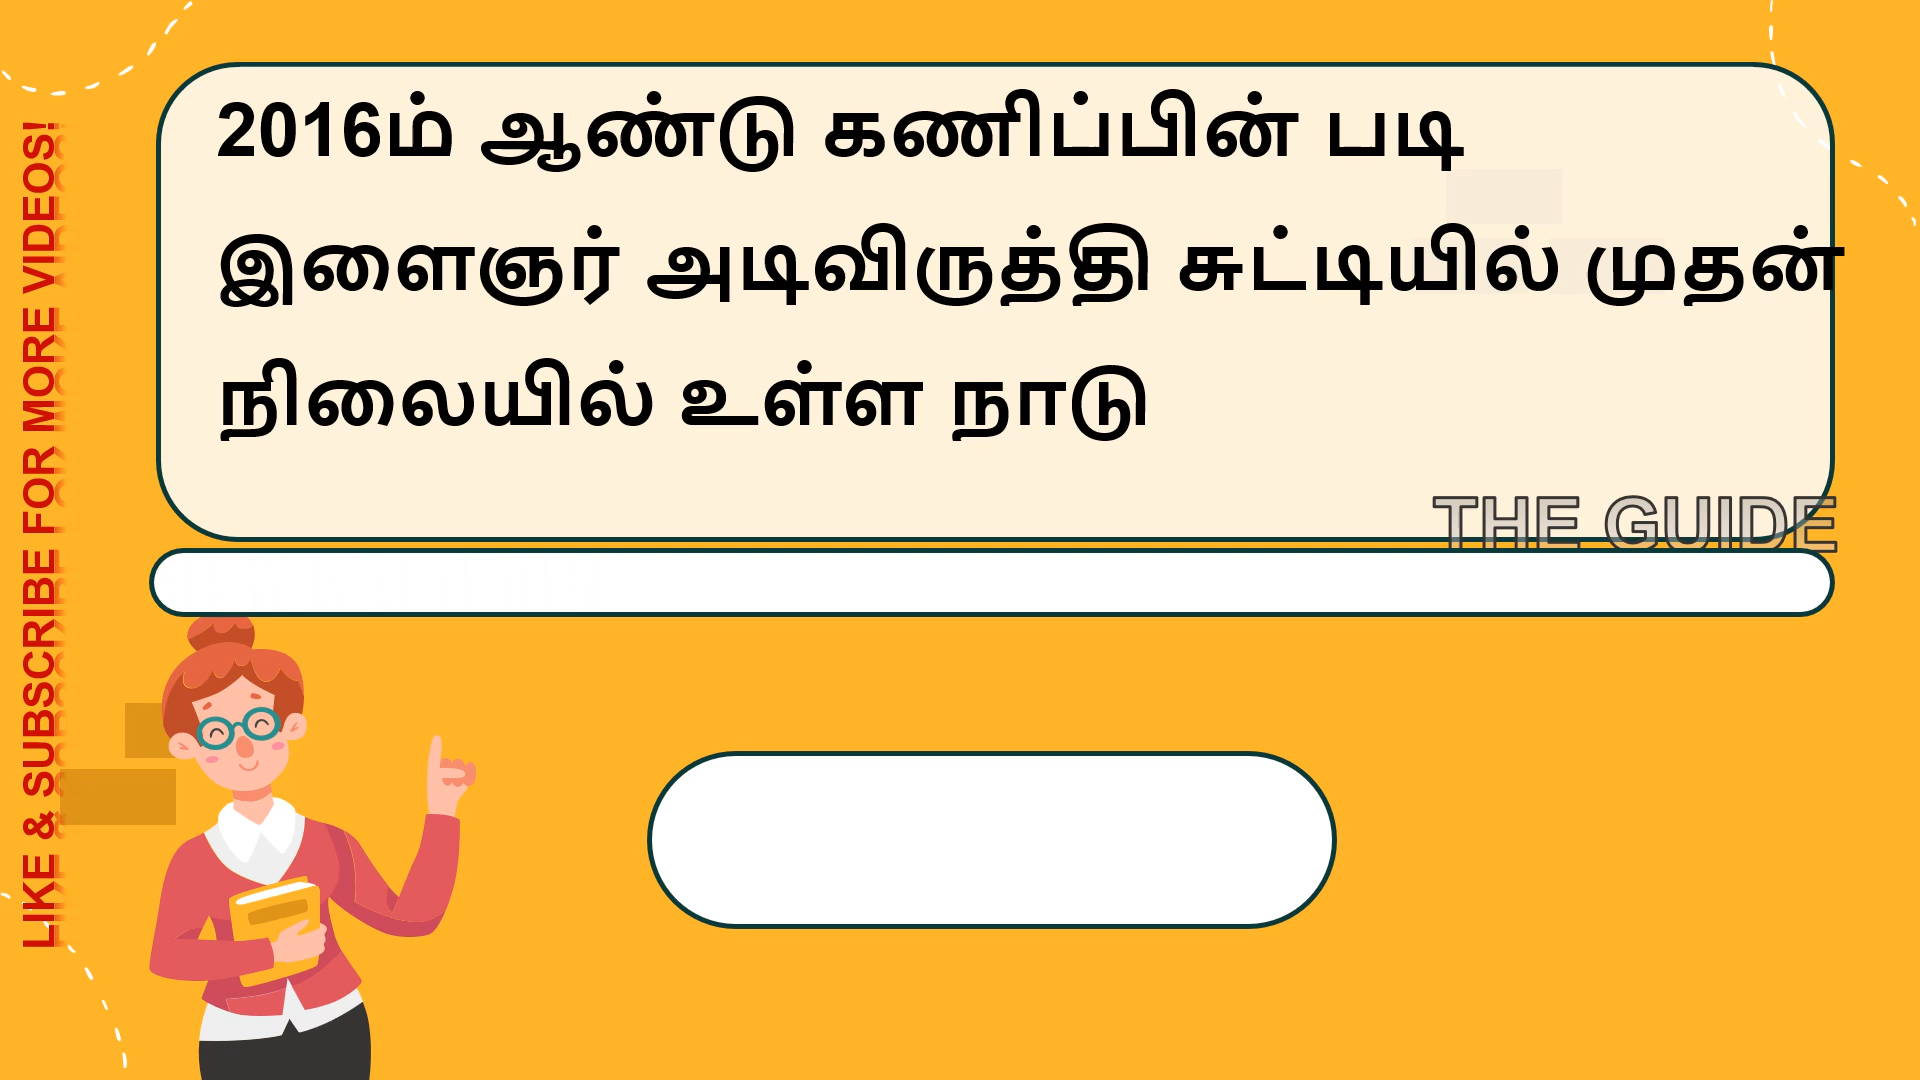 2016ம் ஆண்டு கணிப்பின் படி
இளைஞர் அடிவிருத்தி சுட்டியில் முதன்
நிலையில் உள்ள நாடு
THE GUIDE
LIKE & SUBSCRIBE FOR MORE VIDEOS!